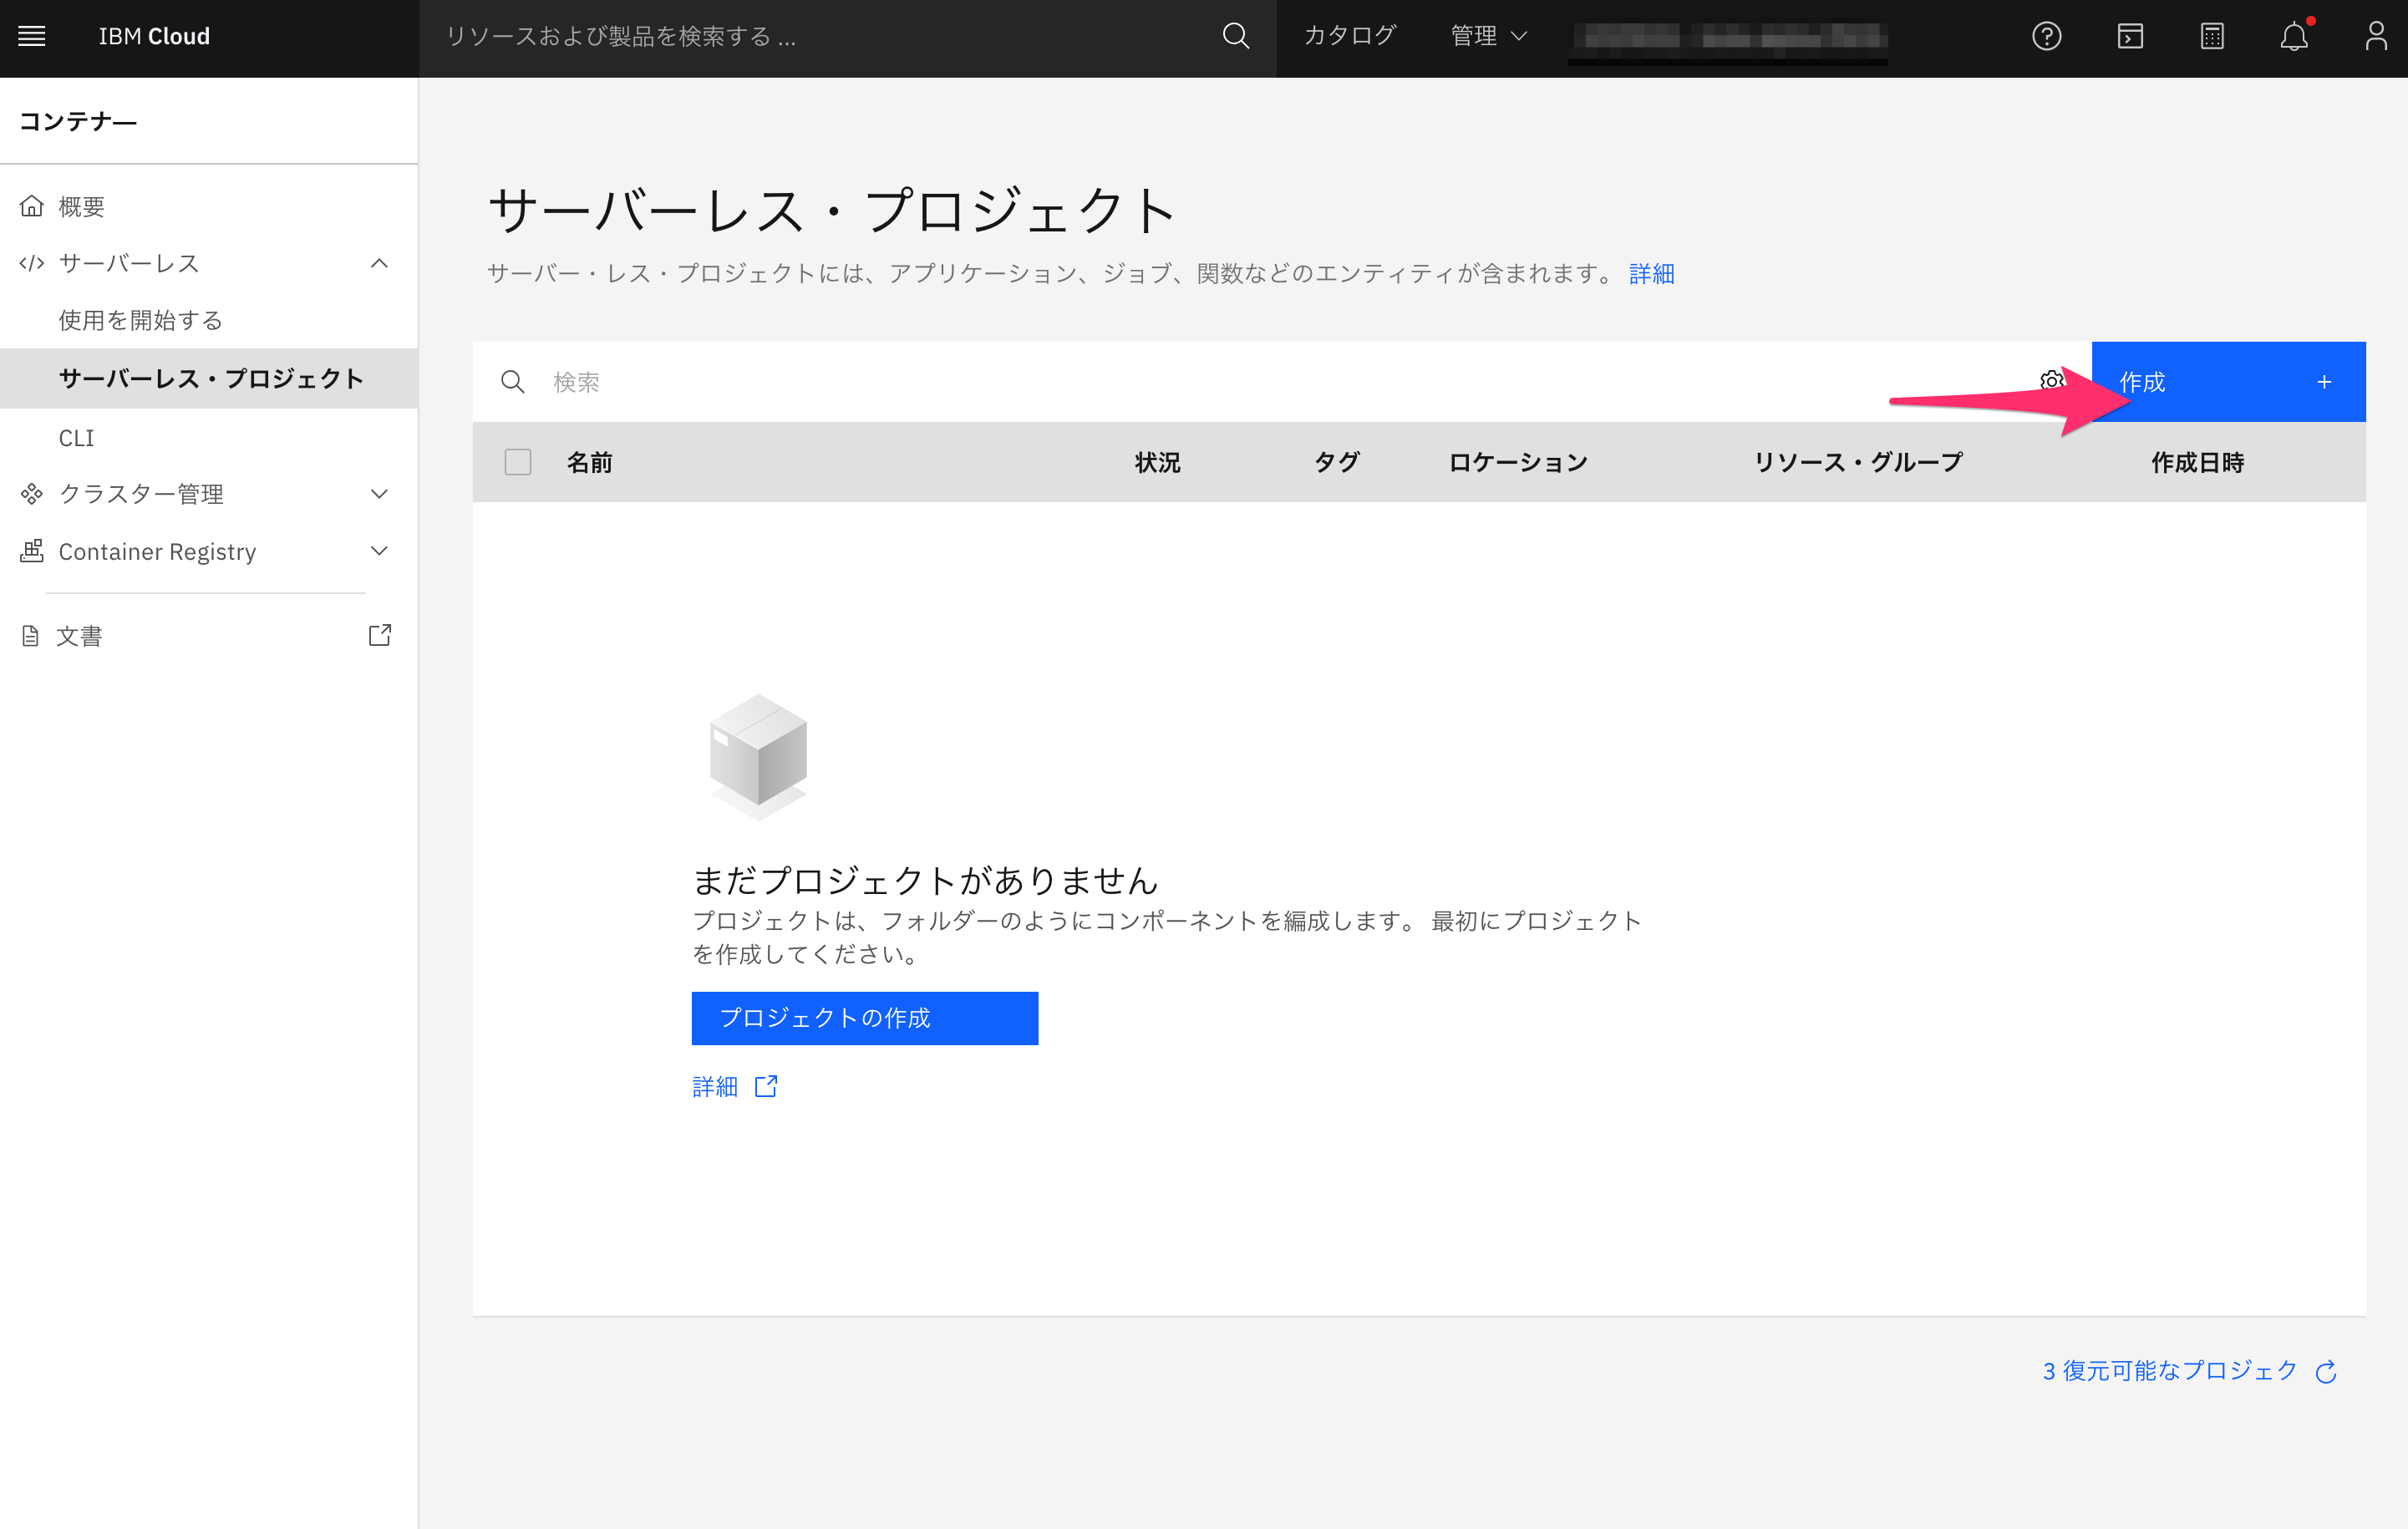 IBM Cloud
リソースおよび製品を検索する ...
カタログ
管理
コンテナー
概要
サーバーレス
使用を開始する
サーバーレス・プロジェクト
CLI
クラスター管理
Container Registry
文書
サーバーレス・プロジェクト
サーバー・レス・プロジェクトには、アプリケーション、ジョブ、関数などのエンティティが含まれます。 詳細
検索
作成 +
名前 状況 タグ ロケーション リソース・グループ 作成日時
まだプロジェクトがありません
プロジェクトは、フォルダーのようにコンポーネントを編成します。 最初にプロジェクト
を作成してください。
プロジェクトの作成
詳細
3 復元可能なプロジェク